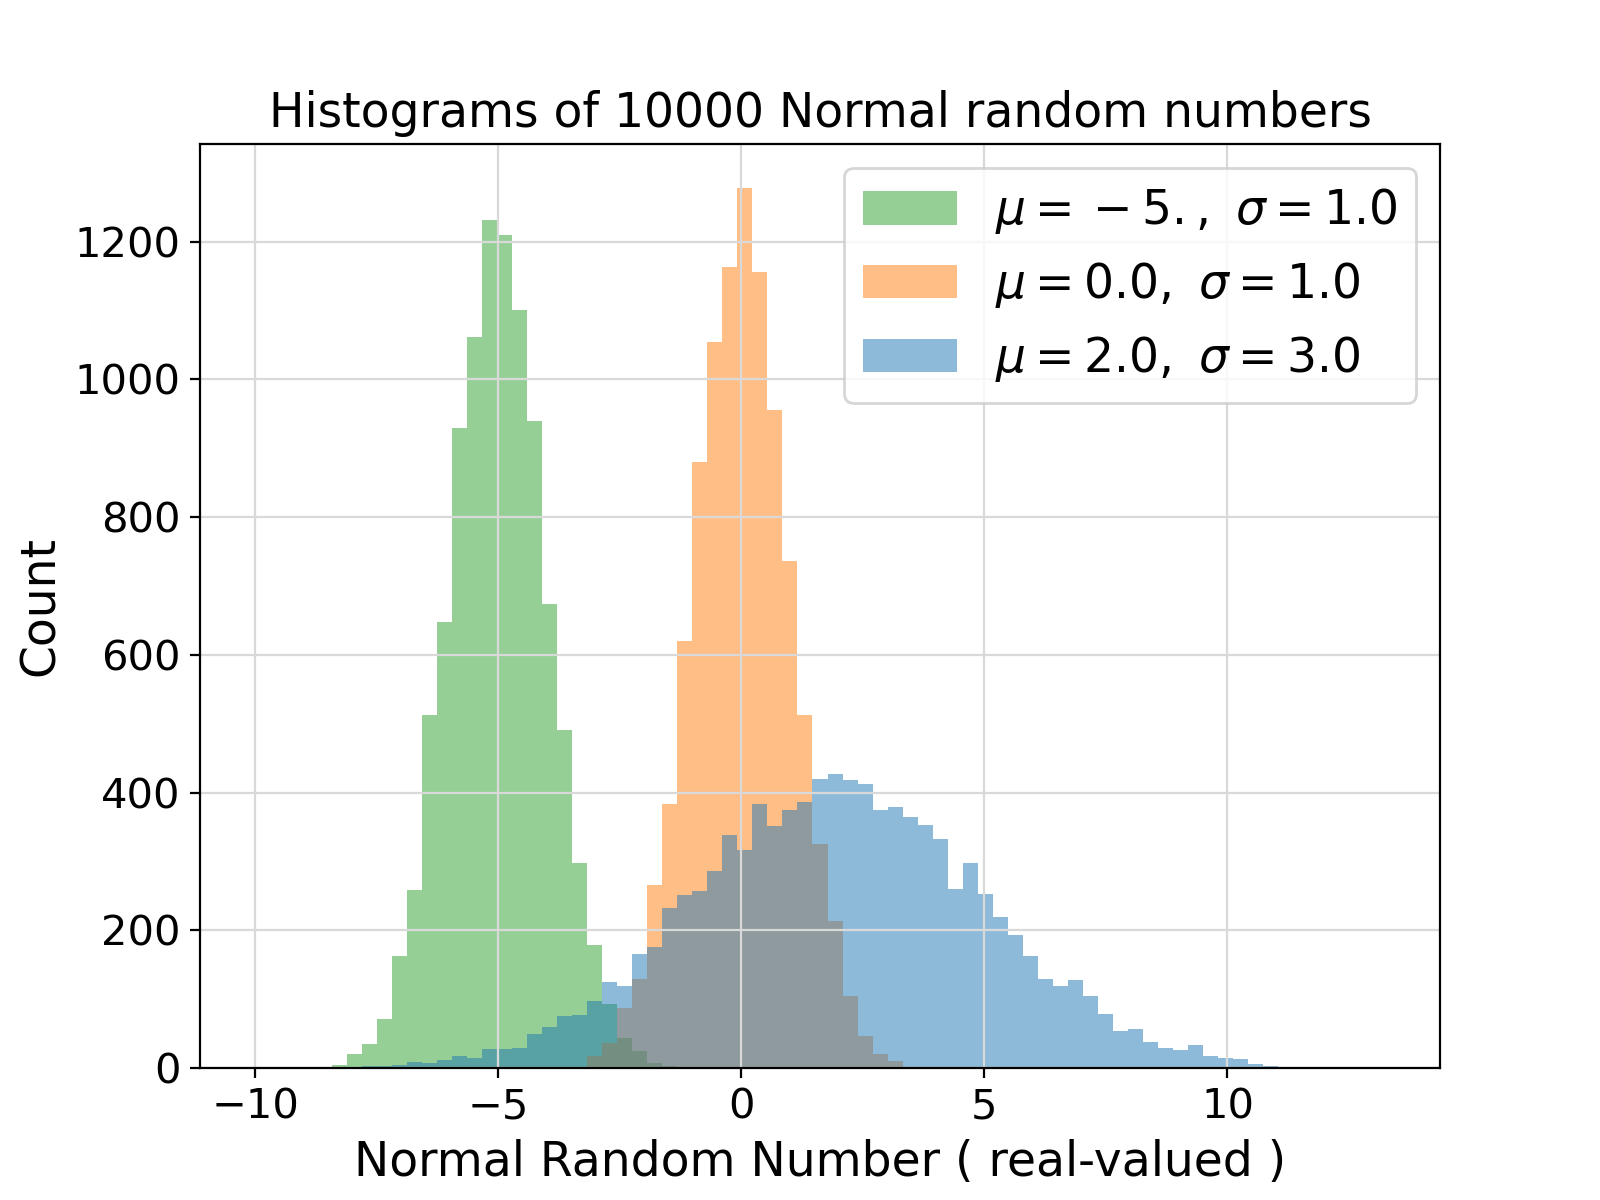 Histograms of 10000 Normal random numbers
μ = −5., σ = 1.0
μ = 0.0, σ = 1.0
μ = 2.0, σ = 3.0
1200
1000
800
600
400
200
0
Count
−10 −5 0 5 10
Normal Random Number ( real-valued )